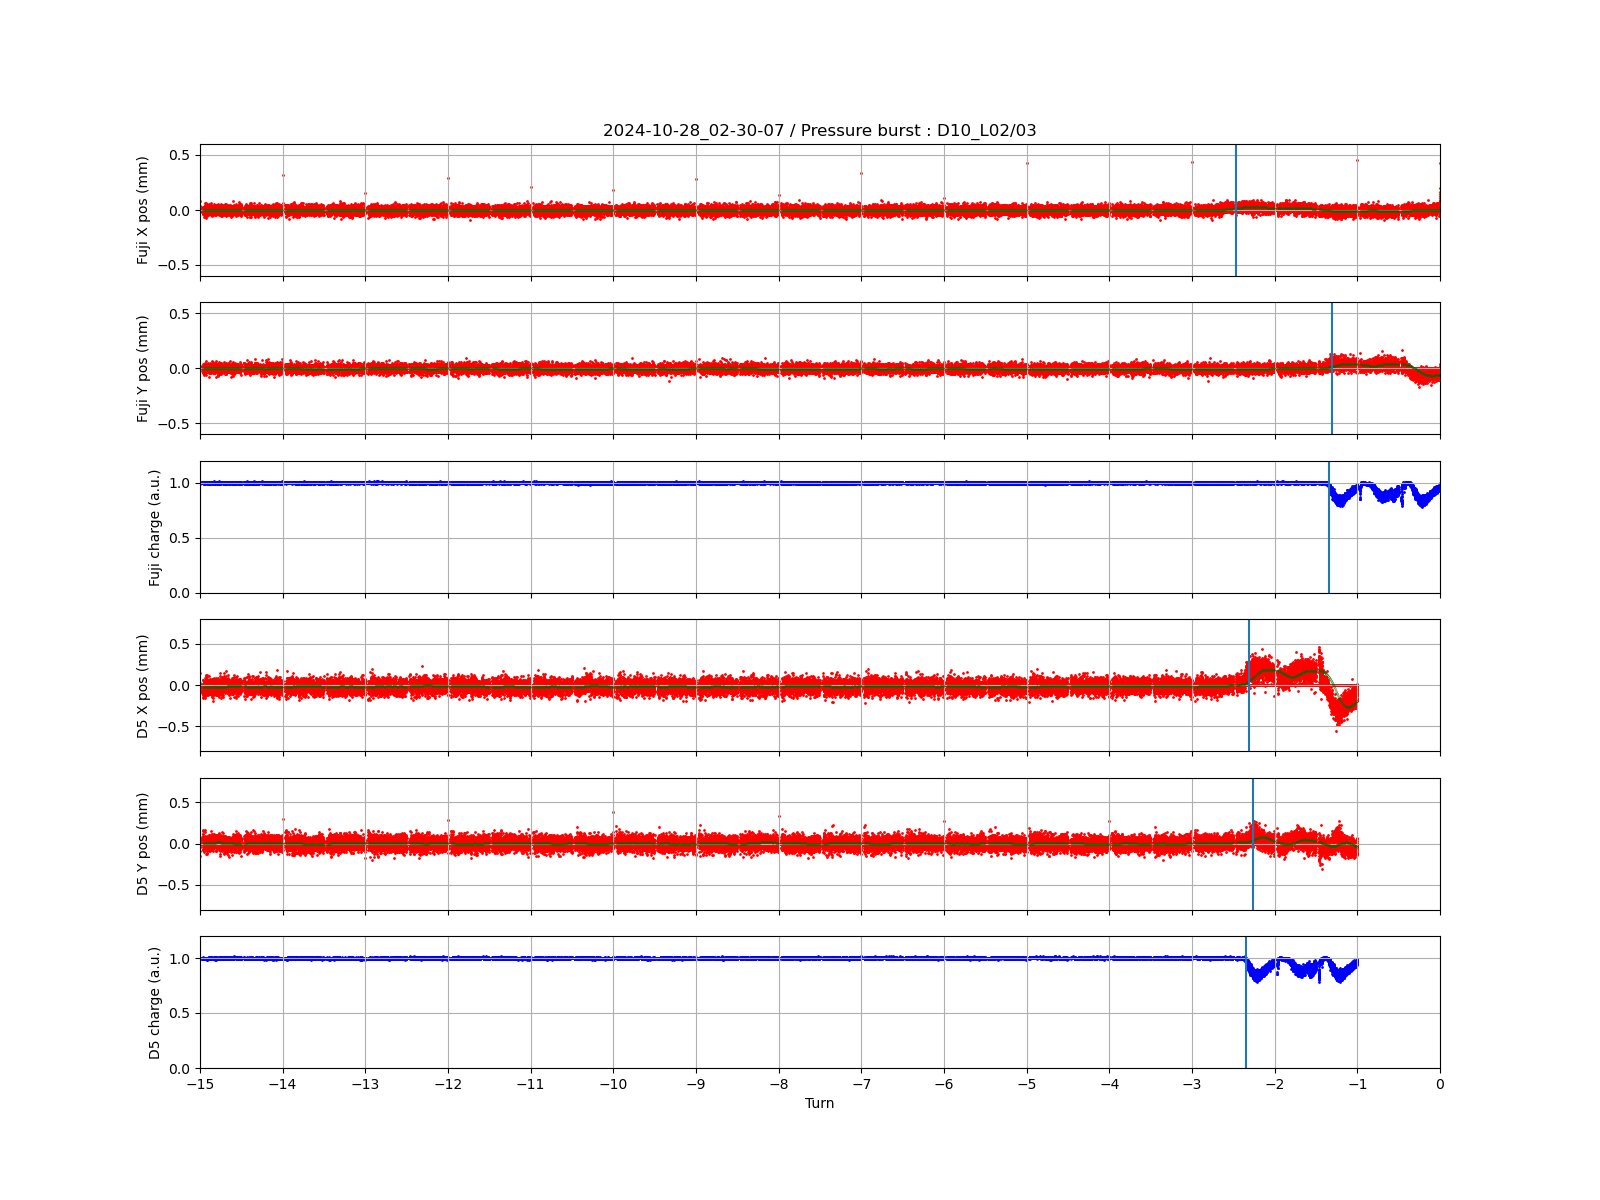 2024-10-28_02-30-07 / Pressure burst : D10_L02/03
Fuji X pos (mm)
0.5
0.0
−0.5
Fuji Y pos (mm)
0.5
0.0
−0.5
Fuji charge (a.u.)
1.0
0.5
0.0
D5 X pos (mm)
0.5
0.0
−0.5
D5 Y pos (mm)
0.5
0.0
−0.5
D5 charge (a.u.)
1.0
0.5
0.0
−15 −14 −13 −12 −11 −10 −9 −8 −7 −6 −5 −4 −3 −2 −1 0
Turn